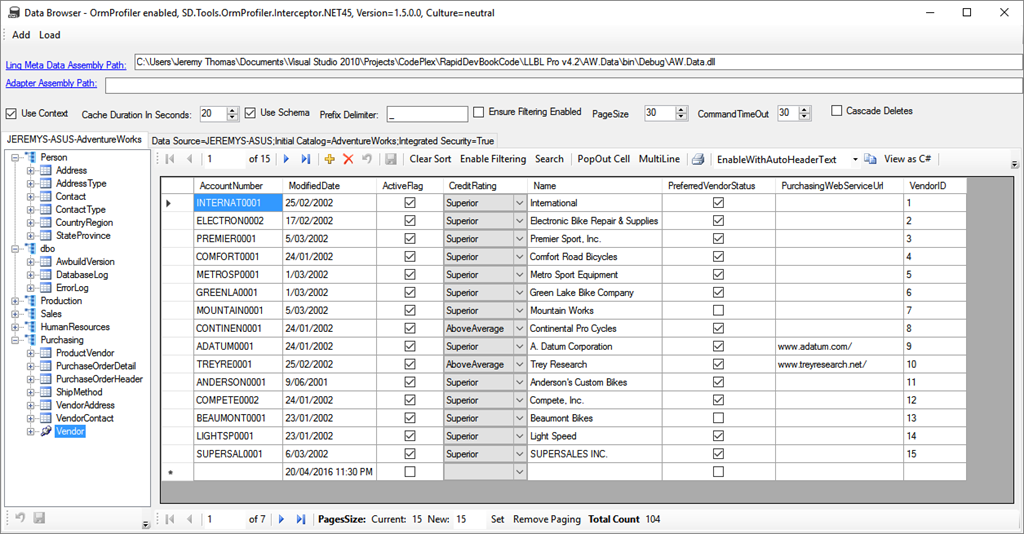 Data Browser - OrmProfiler enabled, SD.Tools.OrmProfiler.Interceptor.NET45, Version=1.5.0.0, Culture=neutral
Add Load
Linq Meta Data Assembly Path: C:\Users\Jeremy Thomas\Documents\Visual Studio 2010\Projects\CodePlex\RapidDevBookCode\LLBL Pro v4.2\AW.Data\bin\Debug\AW.Data.dll
Adapter Assembly Path:
Use Context Cache Duration In Seconds: 20 Use Schema Prefix Delimiter: _ Ensure Filtering Enabled PageSize 30 CommandTimeOut 30 Cascade Deletes
JEREMYS-ASUS-AdventureWorks
Data Source=JEREMYS-ASUS;Initial Catalog=AdventureWorks;Integrated Security=True
Person
Address
AddressType
Contact
ContactType
CountryRegion
StateProvince
dbo
AwbuildVersion
DatabaseLog
ErrorLog
Production
Sales
HumanResources
Purchasing
ProductVendor
PurchaseOrderDetail
PurchaseOrderHeader
ShipMethod
VendorAddress
VendorContact
Vendor
1 of 15 Clear Sort Enable Filtering Search PopOut Cell MultiLine EnableWithAutoHeaderText View as C#
AccountNumber ModifiedDate ActiveFlag CreditRating Name PreferredVendorStatus PurchasingWebServiceUrl VendorID
INTERNAT0001 25/02/2002 Superior International 1
ELECTRON0002 17/02/2002 Superior Electronic Bike Repair & Supplies 2
PREMIER0001 5/03/2002 Superior Premier Sport, Inc. 3
COMFORT0001 24/01/2002 Superior Comfort Road Bicycles 4
METROSP0001 1/03/2002 Superior Metro Sport Equipment 5
GREENLA0001 1/03/2002 Superior Green Lake Bike Company 6
MOUNTAIN0001 5/03/2002 Superior Mountain Works 7
CONTINEN0001 24/01/2002 AboveAverage Continental Pro Cycles 8
ADATUM0001 24/01/2002 Superior A. Datum Corporation www.adatum.com/ 9
TREYRE0001 25/02/2002 AboveAverage Trey Research www.treyresearch.net/ 10
ANDERSON0001 9/06/2001 Superior Anderson's Custom Bikes 11
COMPETE0002 24/01/2002 Superior Compete, Inc. 12
BEAUMONT0001 23/01/2002 Superior Beaumont Bikes 13
LIGHTSP0001 23/01/2002 Superior Light Speed 14
SUPERSAL0001 6/03/2002 Superior SUPERSALES INC. 15
* 20/04/2016 11:30 PM
1 of 7 PagesSize: Current: 15 New: 15 Set Remove Paging Total Count 104